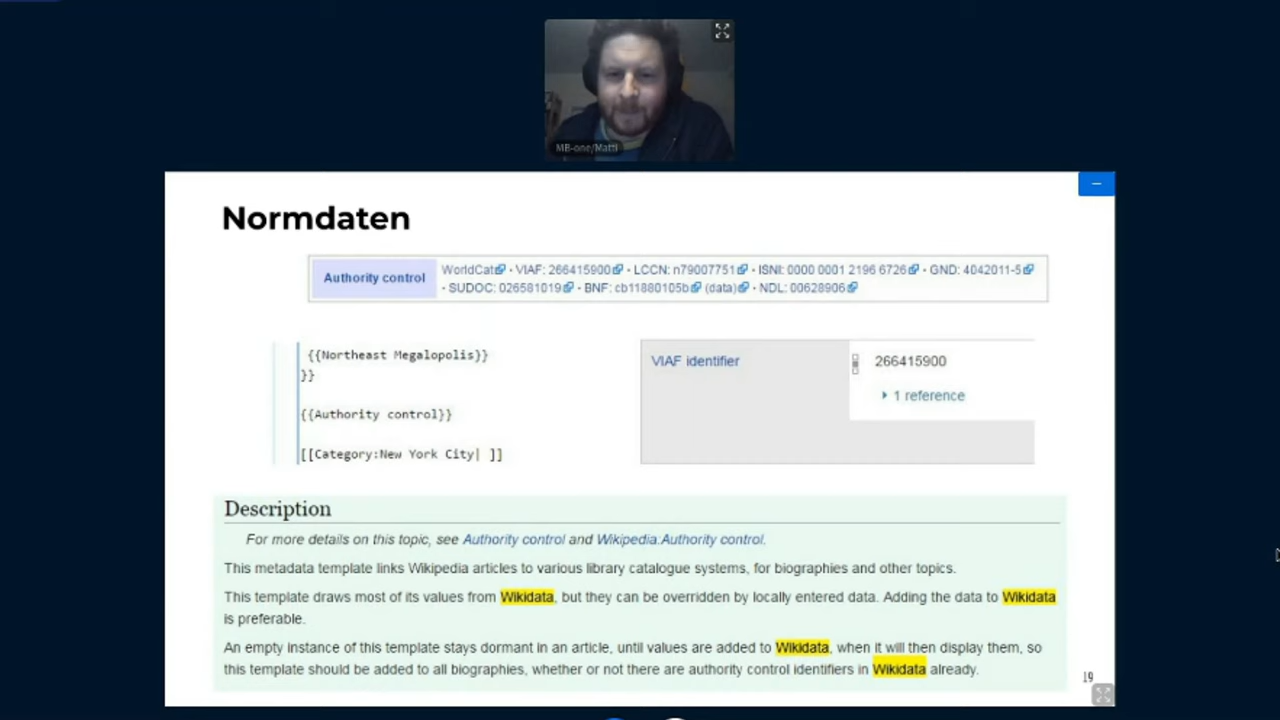 MB-one/Matti
Normdaten
Authority control
WorldCat · VIAF: 266415900 · LCCN: n79007751 · ISNI: 0000 0001 2196 6726 · GND: 4042011-5
· SUDOC: 026581019 · BNF: cb11880105b (data) · NDL: 00628906
{{Northeast Megalopolis}}
}}
{{Authority control}}
[[Category:New York City| ]]
VIAF identifier
266415900
1 reference
Description
For more details on this topic, see Authority control and Wikipedia:Authority control.
This metadata template links Wikipedia articles to various library catalogue systems, for biographies and other topics.
This template draws most of its values from Wikidata, but they can be overridden by locally entered data. Adding the data to Wikidata
is preferable.
An empty instance of this template stays dormant in an article, until values are added to Wikidata, when it will then display them, so
this template should be added to all biographies, whether or not there are authority control identifiers in Wikidata already.
19